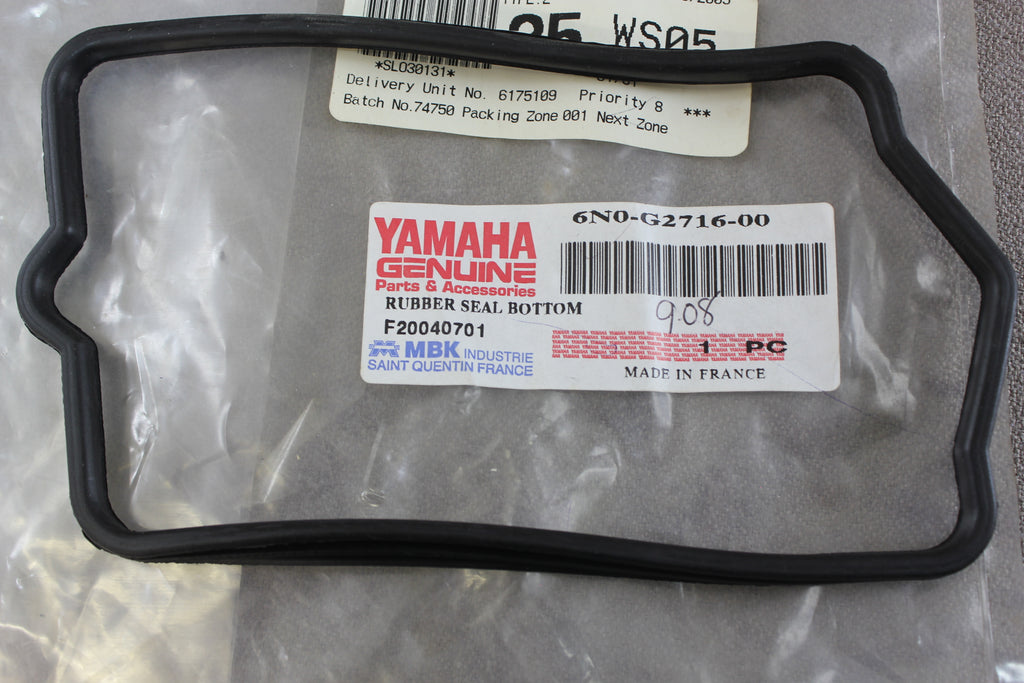 WS05
*SL030131*
Delivery Unit No. 6175109 Priority 8 ***
Batch No.74750 Packing Zone 001 Next Zone
6N0-G2716-00
YAMAHA
GENUINE
Parts & Accessories
RUBBER SEAL BOTTOM
9.08
F20040701
1 PC
MBK INDUSTRIE
SAINT QUENTIN FRANCE
MADE IN FRANCE